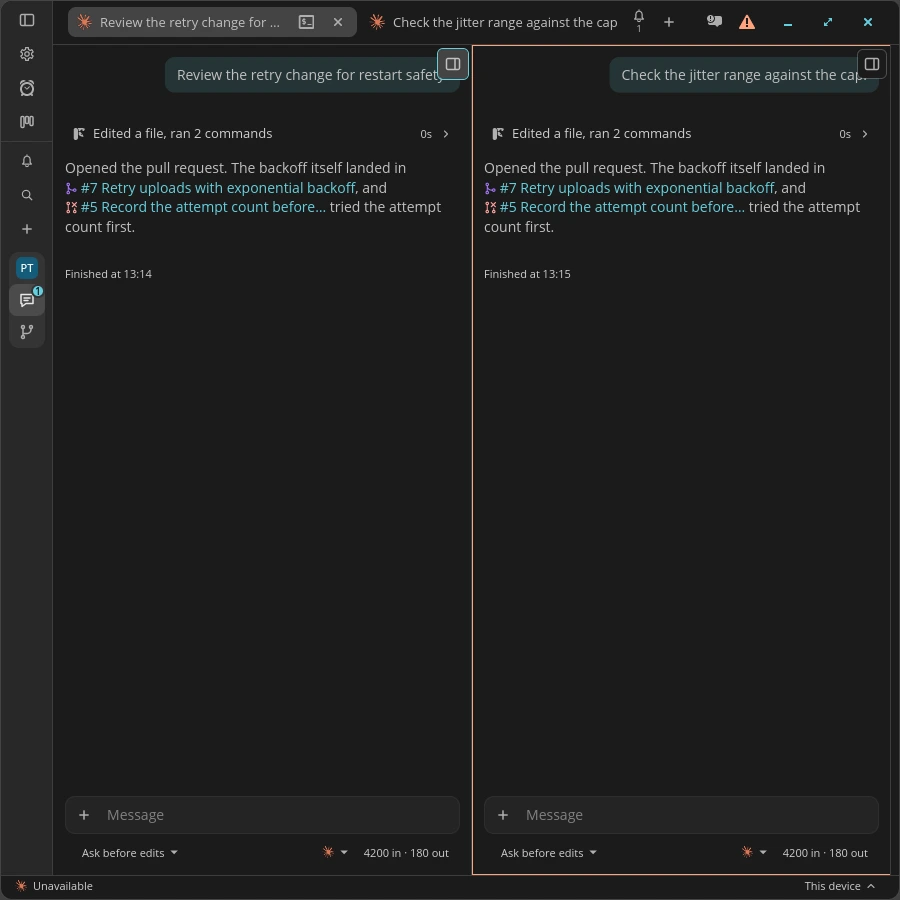 Review the retry change for ...
Check the jitter range against the cap
1
Review the retry change for restart safet
Edited a file, ran 2 commands
0s
Opened the pull request. The backoff itself landed in
#7 Retry uploads with exponential backoff, and
#5 Record the attempt count before... tried the attempt
count first.
Finished at 13:14
Message
Ask before edits
4200 in · 180 out
Check the jitter range against the cap.
Edited a file, ran 2 commands
0s
Opened the pull request. The backoff itself landed in
#7 Retry uploads with exponential backoff, and
#5 Record the attempt count before... tried the attempt
count first.
Finished at 13:15
Message
Ask before edits
4200 in · 180 out
PT
1
Unavailable
This device